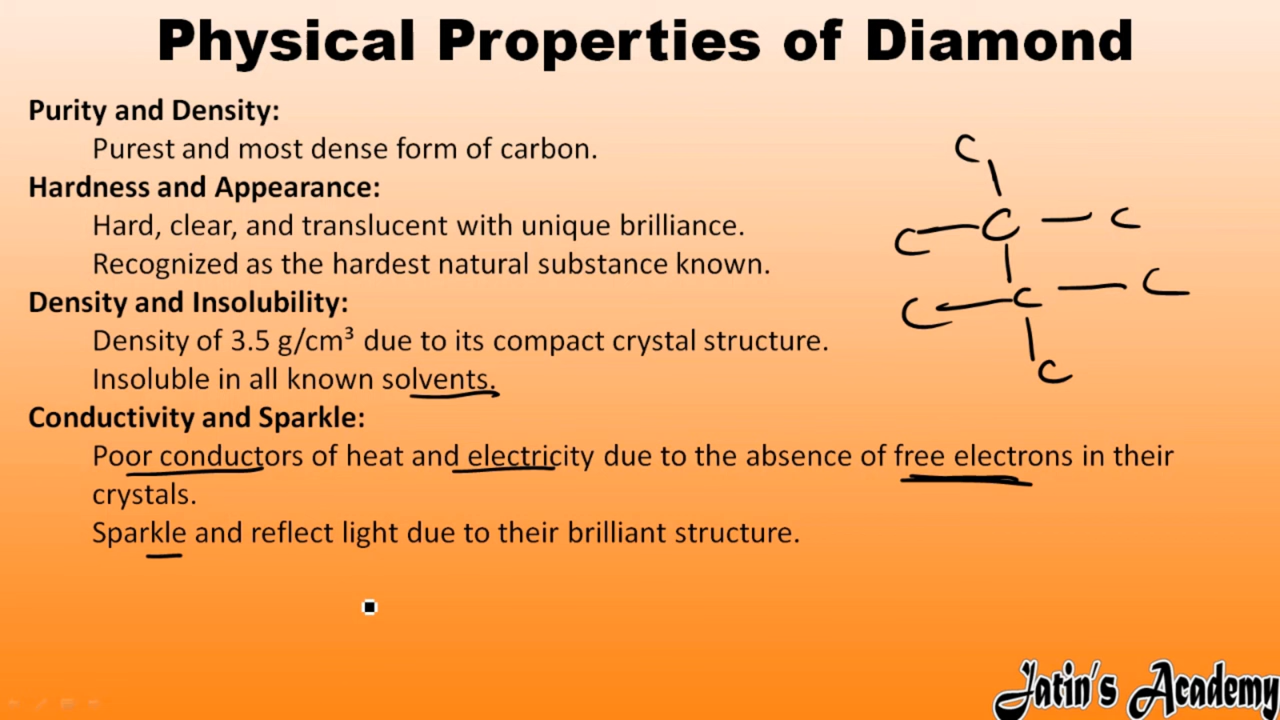 Physical Properties of Diamond
Purity and Density:
Purest and most dense form of carbon.
Hardness and Appearance:
Hard, clear, and translucent with unique brilliance.
Recognized as the hardest natural substance known.
Density and Insolubility:
Density of 3.5 g/cm³ due to its compact crystal structure.
Insoluble in all known solvents.
Conductivity and Sparkle:
Poor conductors of heat and electricity due to the absence of free electrons in their
crystals.
Sparkle and reflect light due to their brilliant structure.
C
C C C
C C C
C
Jatin's Academy